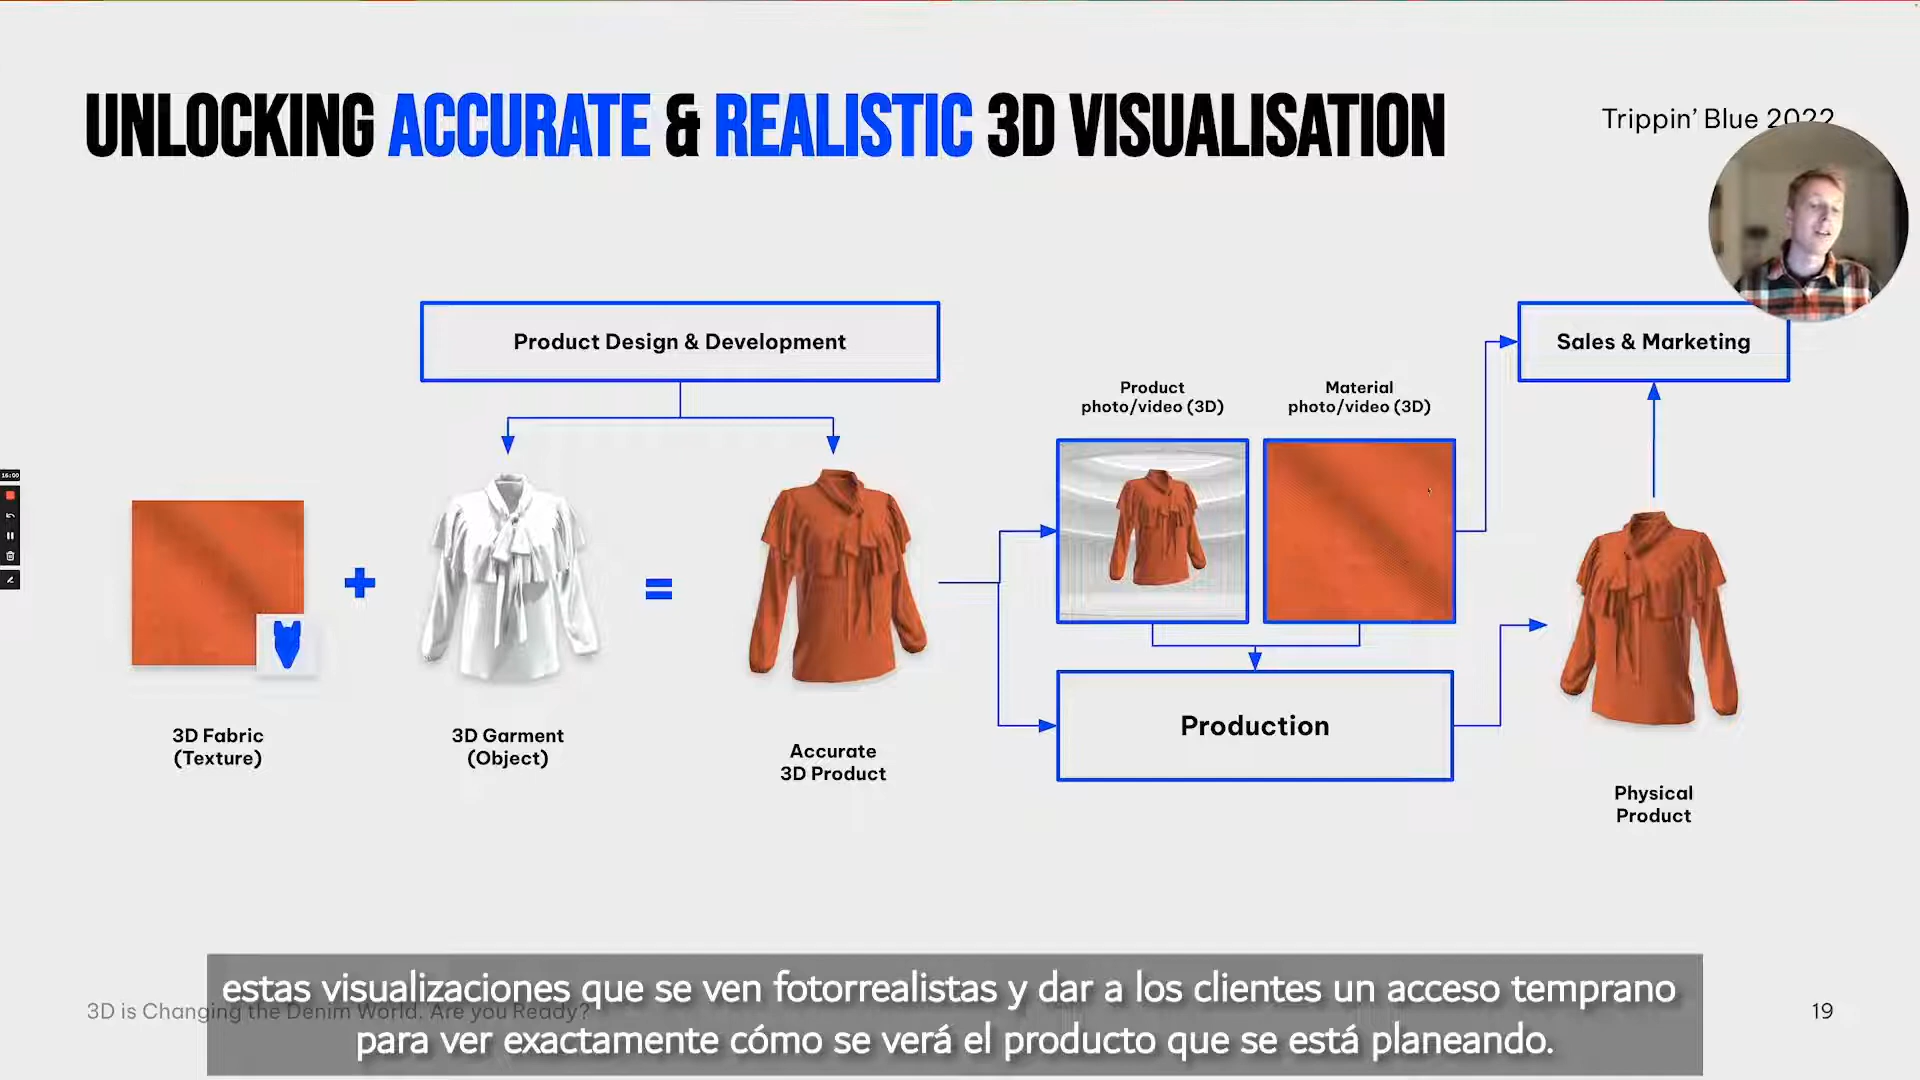 UNLOCKING ACCURATE & REALISTIC 3D VISUALISATION
Trippin' Blue 2022
Product Design & Development
Sales & Marketing
Product
photo/video (3D)
Material
photo/video (3D)
16:00
3D Fabric
(Texture)
+
3D Garment
(Object)
=
Accurate
3D Product
Production
Physical
Product
3D is Changing the Denim World. Are you Ready?
19
estas visualizaciones que se ven fotorrealistas y dar a los clientes un acceso temprano
para ver exactamente cómo se verá el producto que se está planeando.